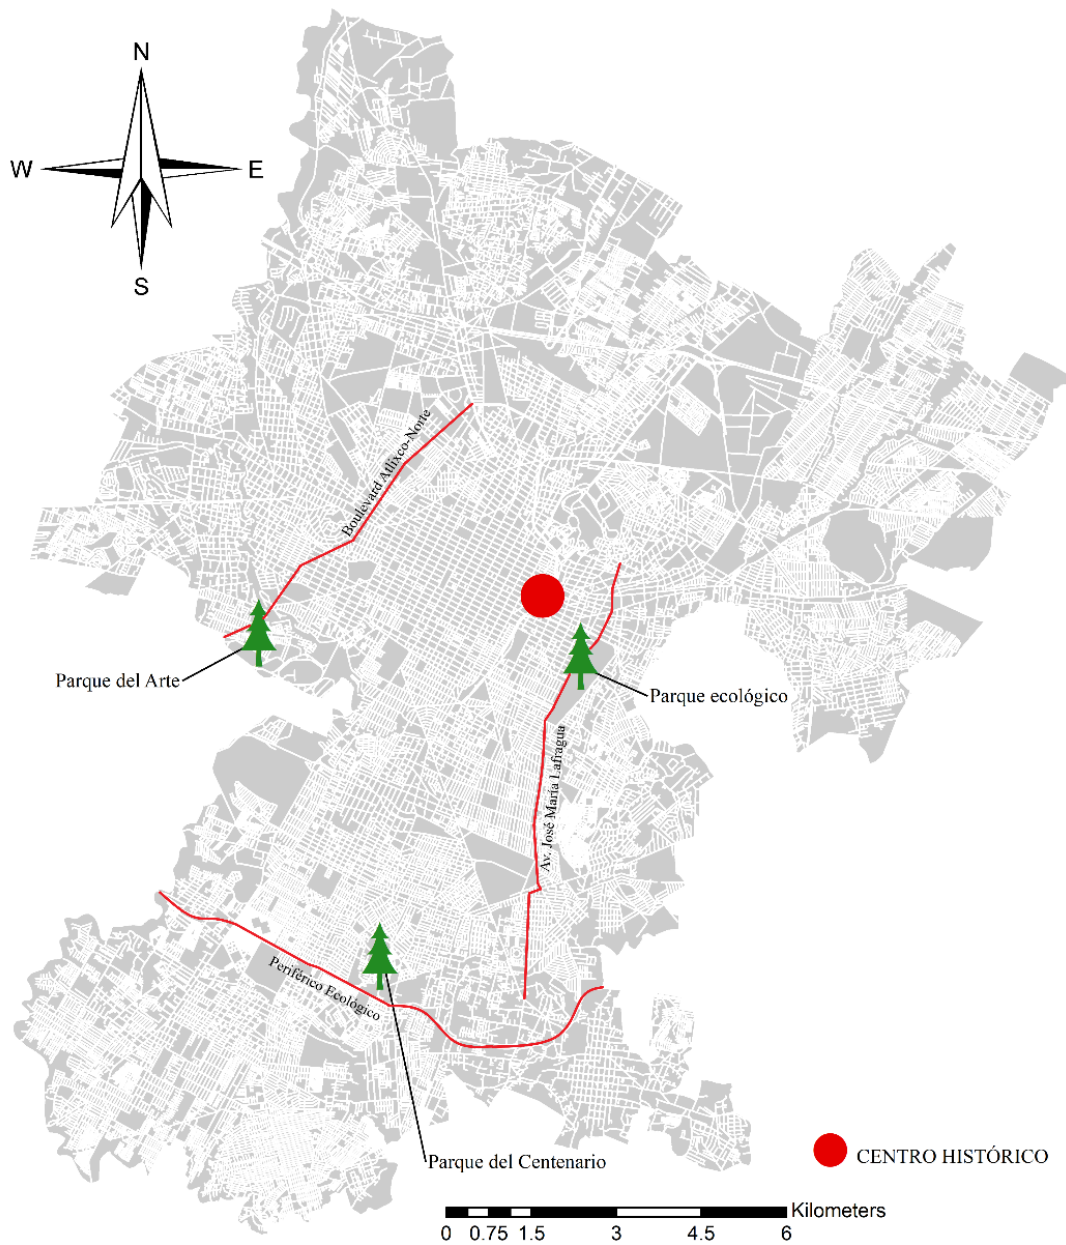 N
W
E
S
Boulevard Atlixco-Norte
Parque del Arte
Parque ecológico
Av. José María Lafragua
Periférico Ecológico
Parque del Centenario
CENTRO HISTÓRICO
Kilometers
0 0.75 1.5 3 4.5 6